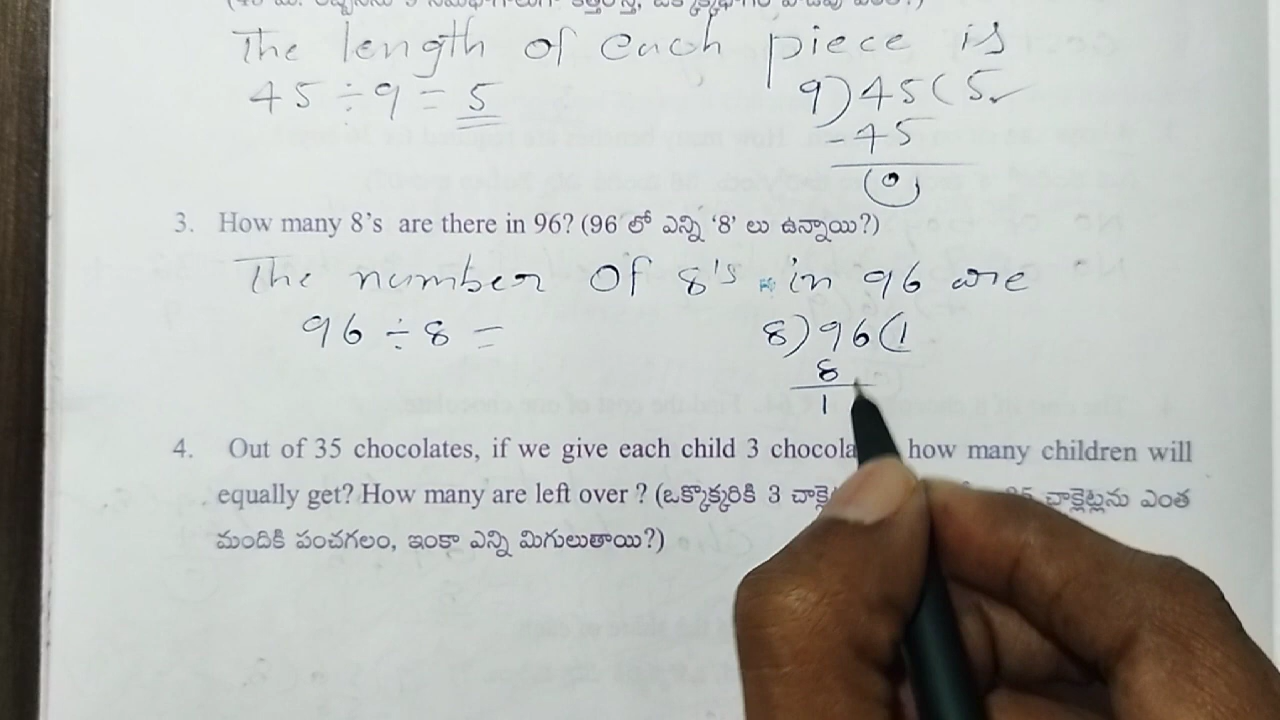 The length of each piece is
45 ÷ 9 = 5
9)45(5
-45
(0)
3. How many 8's are there in 96? (96 లో ఎన్ని '8' లు ఉన్నాయి?)
The number of 8's in 96 are
96 ÷ 8 =
8)96(1
8
1
4. Out of 35 chocolates, if we give each child 3 how many children will
equally get? How many are left over ? (ఒక్కొక్కరికి 3 చాక్లెట్లను ఎంత
మందికి పంచగలం, ఇంకా ఎన్ని మిగులుతాయి?)